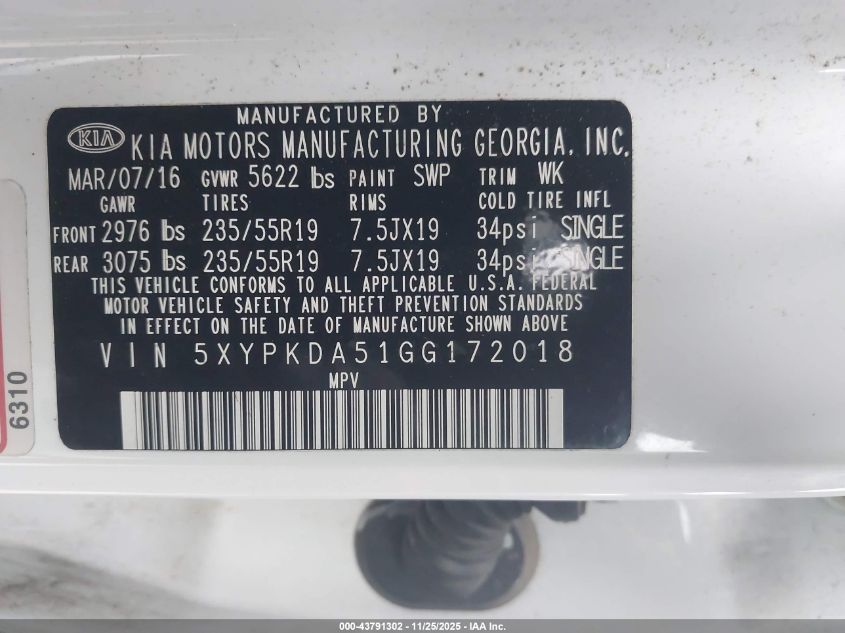 MANUFACTURED BY
KIA KIA MOTORS MANUFACTURING GEORGIA, INC.
MAR/07/16 GVWR 5622 lbs PAINT SWP TRIM WK
GAWR TIRES RIMS COLD TIRE INFL
FRONT 2976 lbs 235/55R19 7.5JX19 34psi SINGLE
REAR 3075 lbs 235/55R19 7.5JX19 34psi SINGLE
THIS VEHICLE CONFORMS TO ALL APPLICABLE U.S.A. FEDERAL
MOTOR VEHICLE SAFETY AND THEFT PREVENTION STANDARDS
IN EFFECT ON THE DATE OF MANUFACTURE SHOWN ABOVE
VIN 5XYPKDA51GG172018
MPV
6310
000-43791302 - 11/25/2025 - IAA Inc.